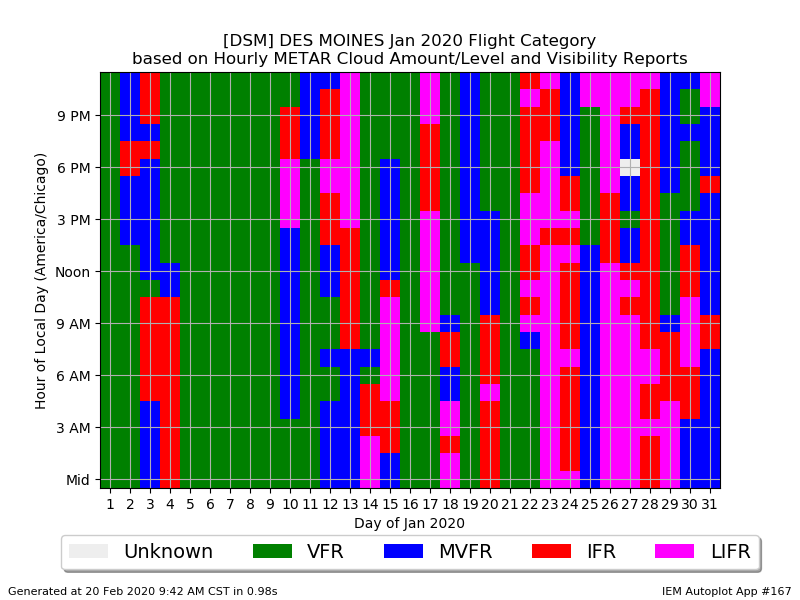 [DSM] DES MOINES Jan 2020 Flight Category
based on Hourly METAR Cloud Amount/Level and Visibility Reports
Hour of Local Day (America/Chicago)
9 PM
6 PM
3 PM
Noon
9 AM
6 AM
3 AM
Mid
1 2 3 4 5 6 7 8 9 10 11 12 13 14 15 16 17 18 19 20 21 22 23 24 25 26 27 28 29 30 31
Day of Jan 2020
Unknown VFR MVFR IFR LIFR
Generated at 20 Feb 2020 9:42 AM CST in 0.98s IEM Autoplot App #167